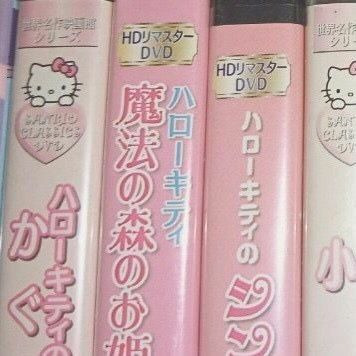 世界名作映画館
シリーズ
SANRIO
CLASSICS
DVD
ハローキティの
かぐ
HDリマスター
DVD
ハローキティ
魔法の森のお姫
HDリマスター
DVD
ハローキティの
シン
世界名作
シリーズ
SANRIO
CLASSICS
DVD
小